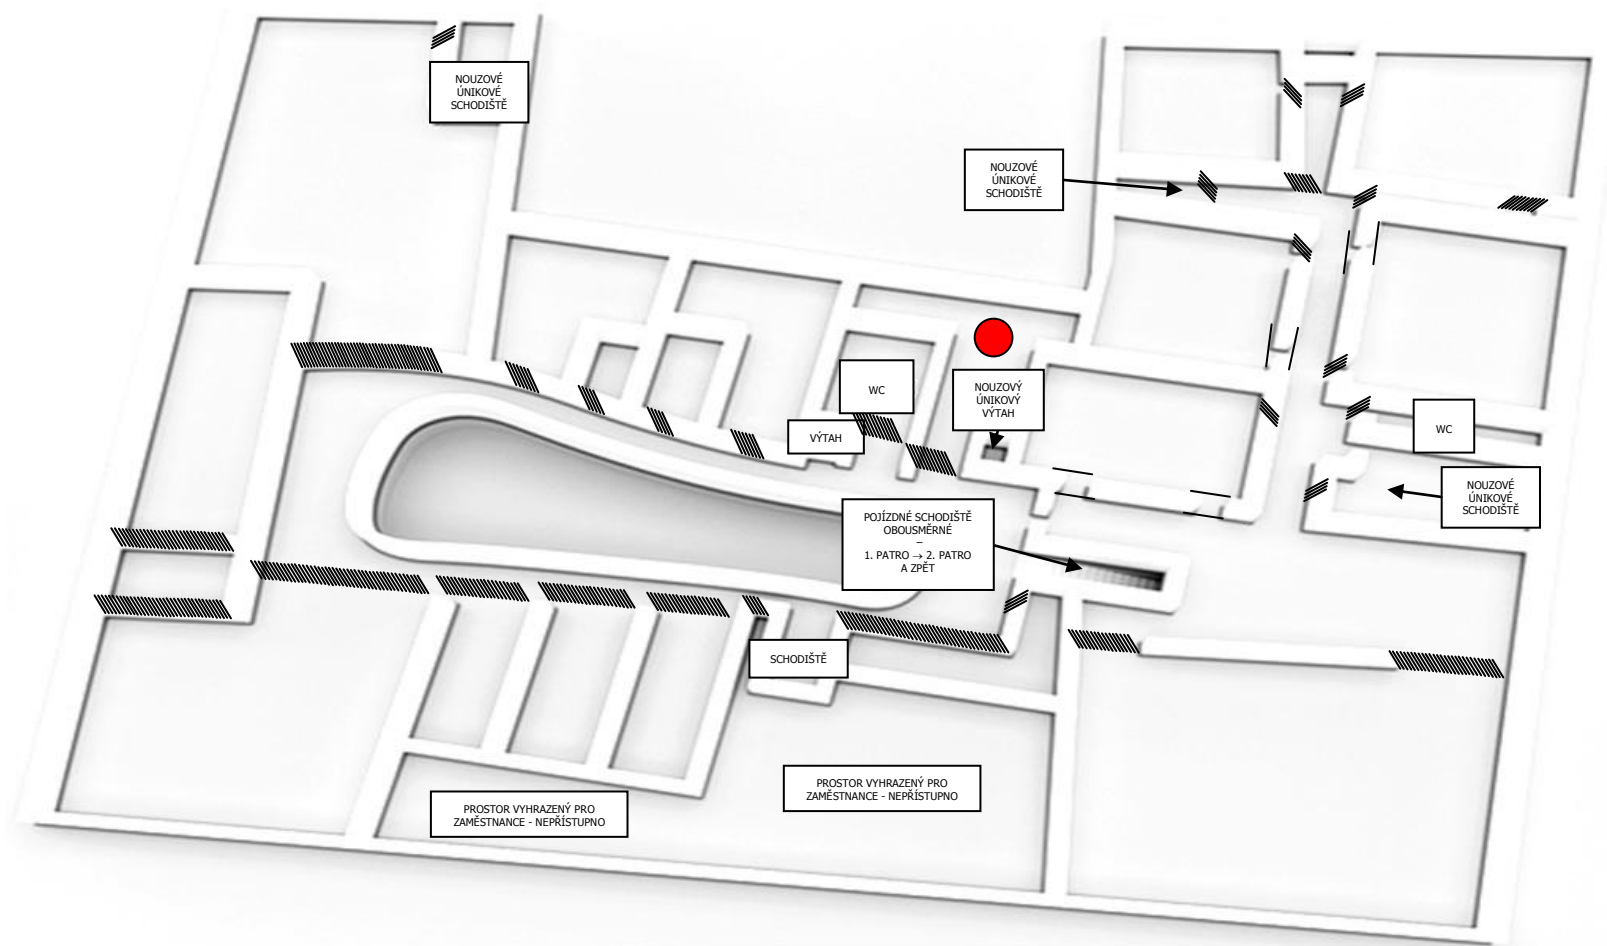 NOUZOVÉ
ÚNIKOVÉ
SCHODIŠTĚ
NOUZOVÉ
ÚNIKOVÉ
SCHODIŠTĚ
WC
NOUZOVÝ
ÚNIKOVÝ
VÝTAH
VÝTAH
WC
NOUZOVÉ
ÚNIKOVÉ
SCHODIŠTĚ
POJÍZDNÉ SCHODIŠTĚ
OBOUSMĚRNÉ
–
1. PATRO → 2. PATRO
A ZPĚT
SCHODIŠTĚ
PROSTOR VYHRAZENÝ PRO
ZAMĚSTNANCE - NEPŘÍSTUPNO
PROSTOR VYHRAZENÝ PRO
ZAMĚSTNANCE - NEPŘÍSTUPNO